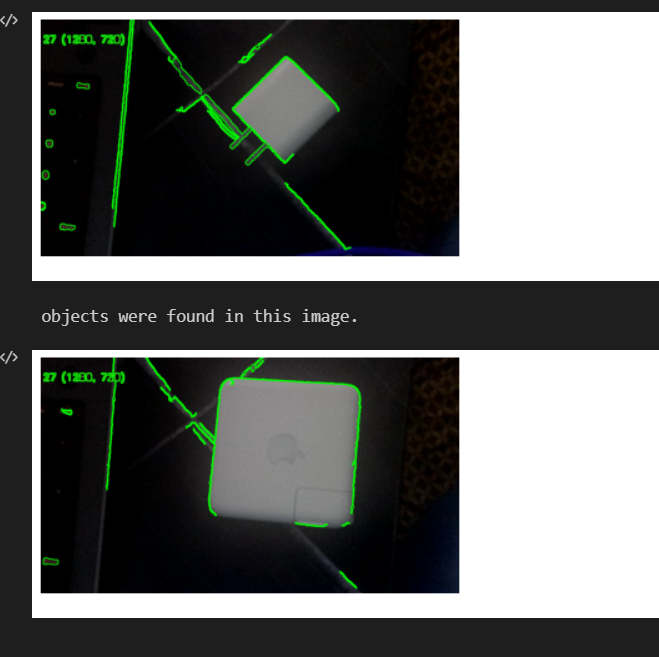 </>
27 (1280, 720)
objects were found in this image.
</>
27 (1280, 720)